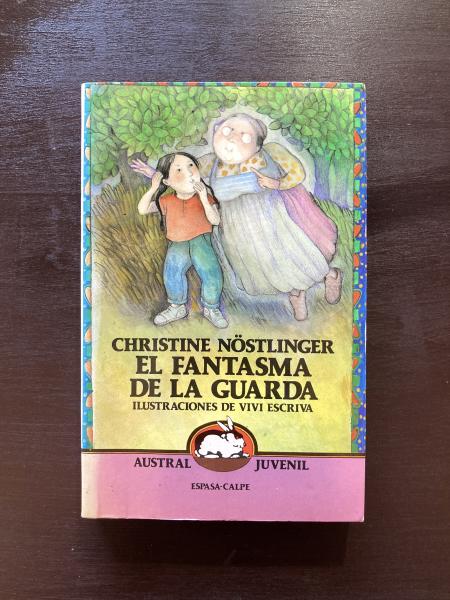 CHRISTINE NÖSTLINGER
EL FANTASMA
DE LA GUARDA
ILUSTRACIONES DE VIVI ESCRIVA
AUSTRAL JUVENIL
ESPASA-CALPE